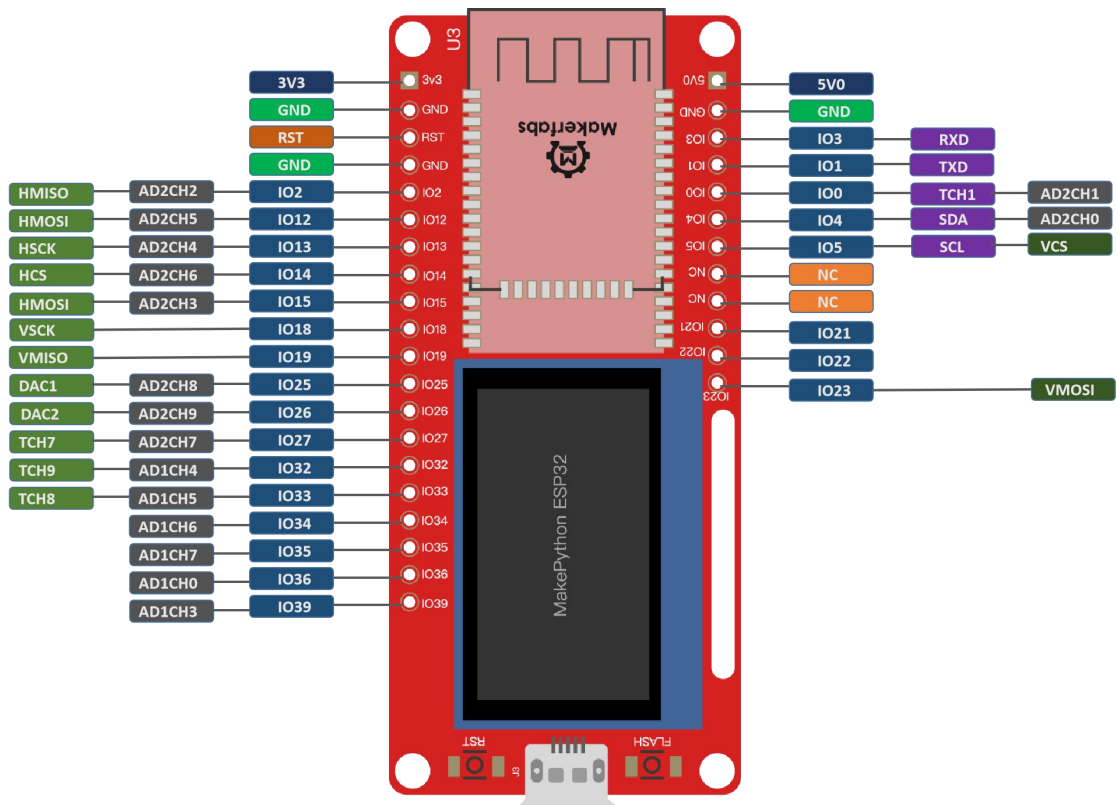 U3
3V3 3v3 5V0 5V0
GND GND GND GND
RST RST IO3 IO3 RXD
GND GND IO1 IO1 TXD
HMISO AD2CH2 IO2 IO2 IO0 IO0 TCH1 AD2CH1
HMOSI AD2CH5 IO12 IO12 IO4 IO4 SDA AD2CH0
HSCK AD2CH4 IO13 IO13 IO5 IO5 SCL VCS
HCS AD2CH6 IO14 IO14 NC NC
HMOSI AD2CH3 IO15 IO15 NC NC
VSCK IO18 IO18 IO21 IO21
VMISO IO19 IO19 IO22 IO22
DAC1 AD2CH8 IO25 IO25 IO23 IO23 VMOSI
DAC2 AD2CH9 IO26 IO26
TCH7 AD2CH7 IO27 IO27
TCH9 AD1CH4 IO32 IO32
TCH8 AD1CH5 IO33 IO33
AD1CH6 IO34 IO34
AD1CH7 IO35 IO35
AD1CH0 IO36 IO36
AD1CH3 IO39 IO39
Makerfabs
M
MakePython ESP32
RST FLASH
J3